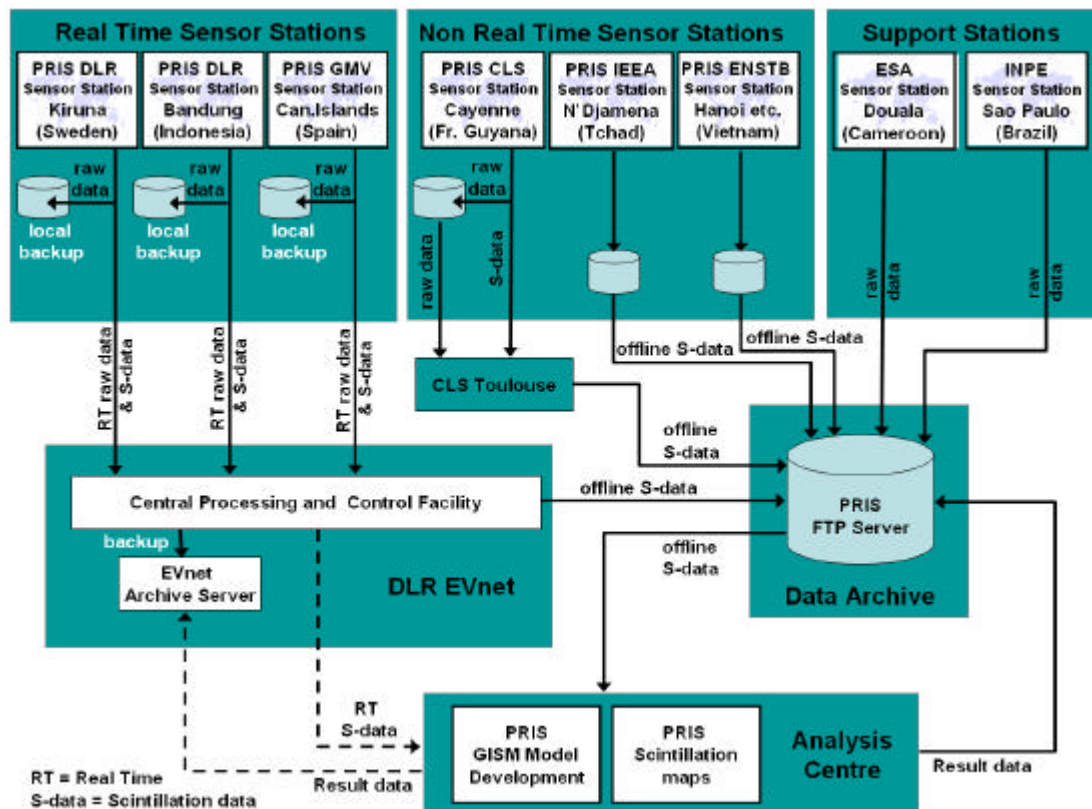 Real Time Sensor Stations
PRIS DLR
Sensor Station
Kiruna
(Sweden)
PRIS DLR
Sensor Station
Bandung
(Indonesia)
PRIS GMV
Sensor Station
Can.Islands
(Spain)
raw
data
local
backup
raw
data
local
backup
raw
data
local
backup
RT raw data
& S-data
RT raw data
& S-data
RT raw data
& S-data
Non Real Time Sensor Stations
PRIS CLS
Sensor Station
Cayenne
(Fr. Guyana)
PRIS IEEA
Sensor Station
N'Djamena
(Tchad)
PRIS ENSTB
Sensor Station
Hanoi etc.
(Vietnam)
raw
data
raw data
S-data
offline S-data
offline S-data
CLS Toulouse
offline
S-data
Support Stations
ESA
Sensor Station
Douala
(Cameroon)
INPE
Sensor Station
Sao Paulo
(Brazil)
raw
data
raw
data
Central Processing and Control Facility
backup
EVnet
Archive Server
DLR EVnet
offline S-data
offline
S-data
PRIS
FTP Server
Data Archive
RT
S-data
Result data
PRIS
GISM Model
Development
PRIS
Scintillation
maps
Analysis
Centre
Result data
RT = Real Time
S-data = Scintillation data